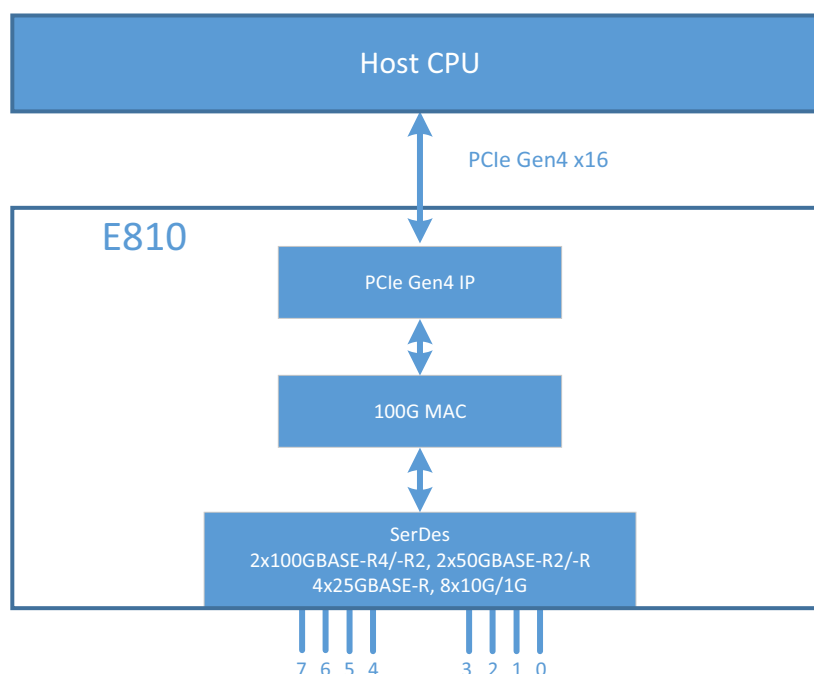 Host CPU
PCIe Gen4 x16
E810
PCIe Gen4 IP
100G MAC
SerDes
2x100GBASE-R4/-R2, 2x50GBASE-R2/-R
4x25GBASE-R, 8x10G/1G
7 6 5 4 3 2 1 0